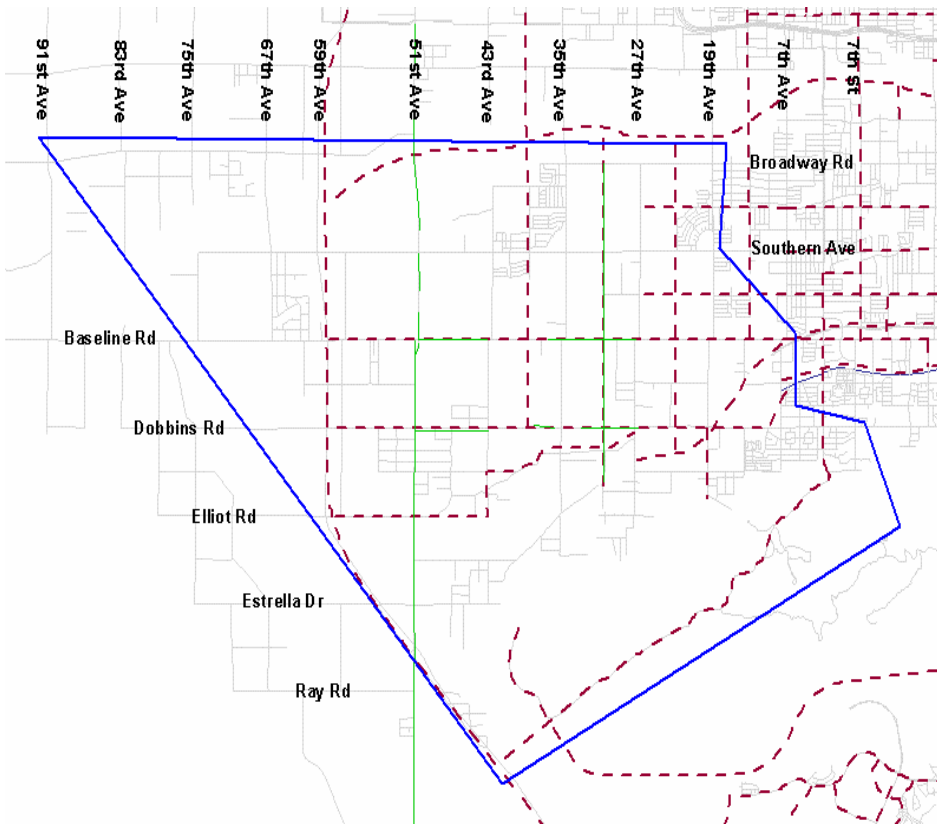 91st Ave
83rd Ave
75th Ave
67th Ave
59th Ave
51st Ave
43rd Ave
35th Ave
27th Ave
19th Ave
7th Ave
7th St
Broadway Rd
Southern Ave
Baseline Rd
Dobbins Rd
Elliot Rd
Estrella Dr
Ray Rd